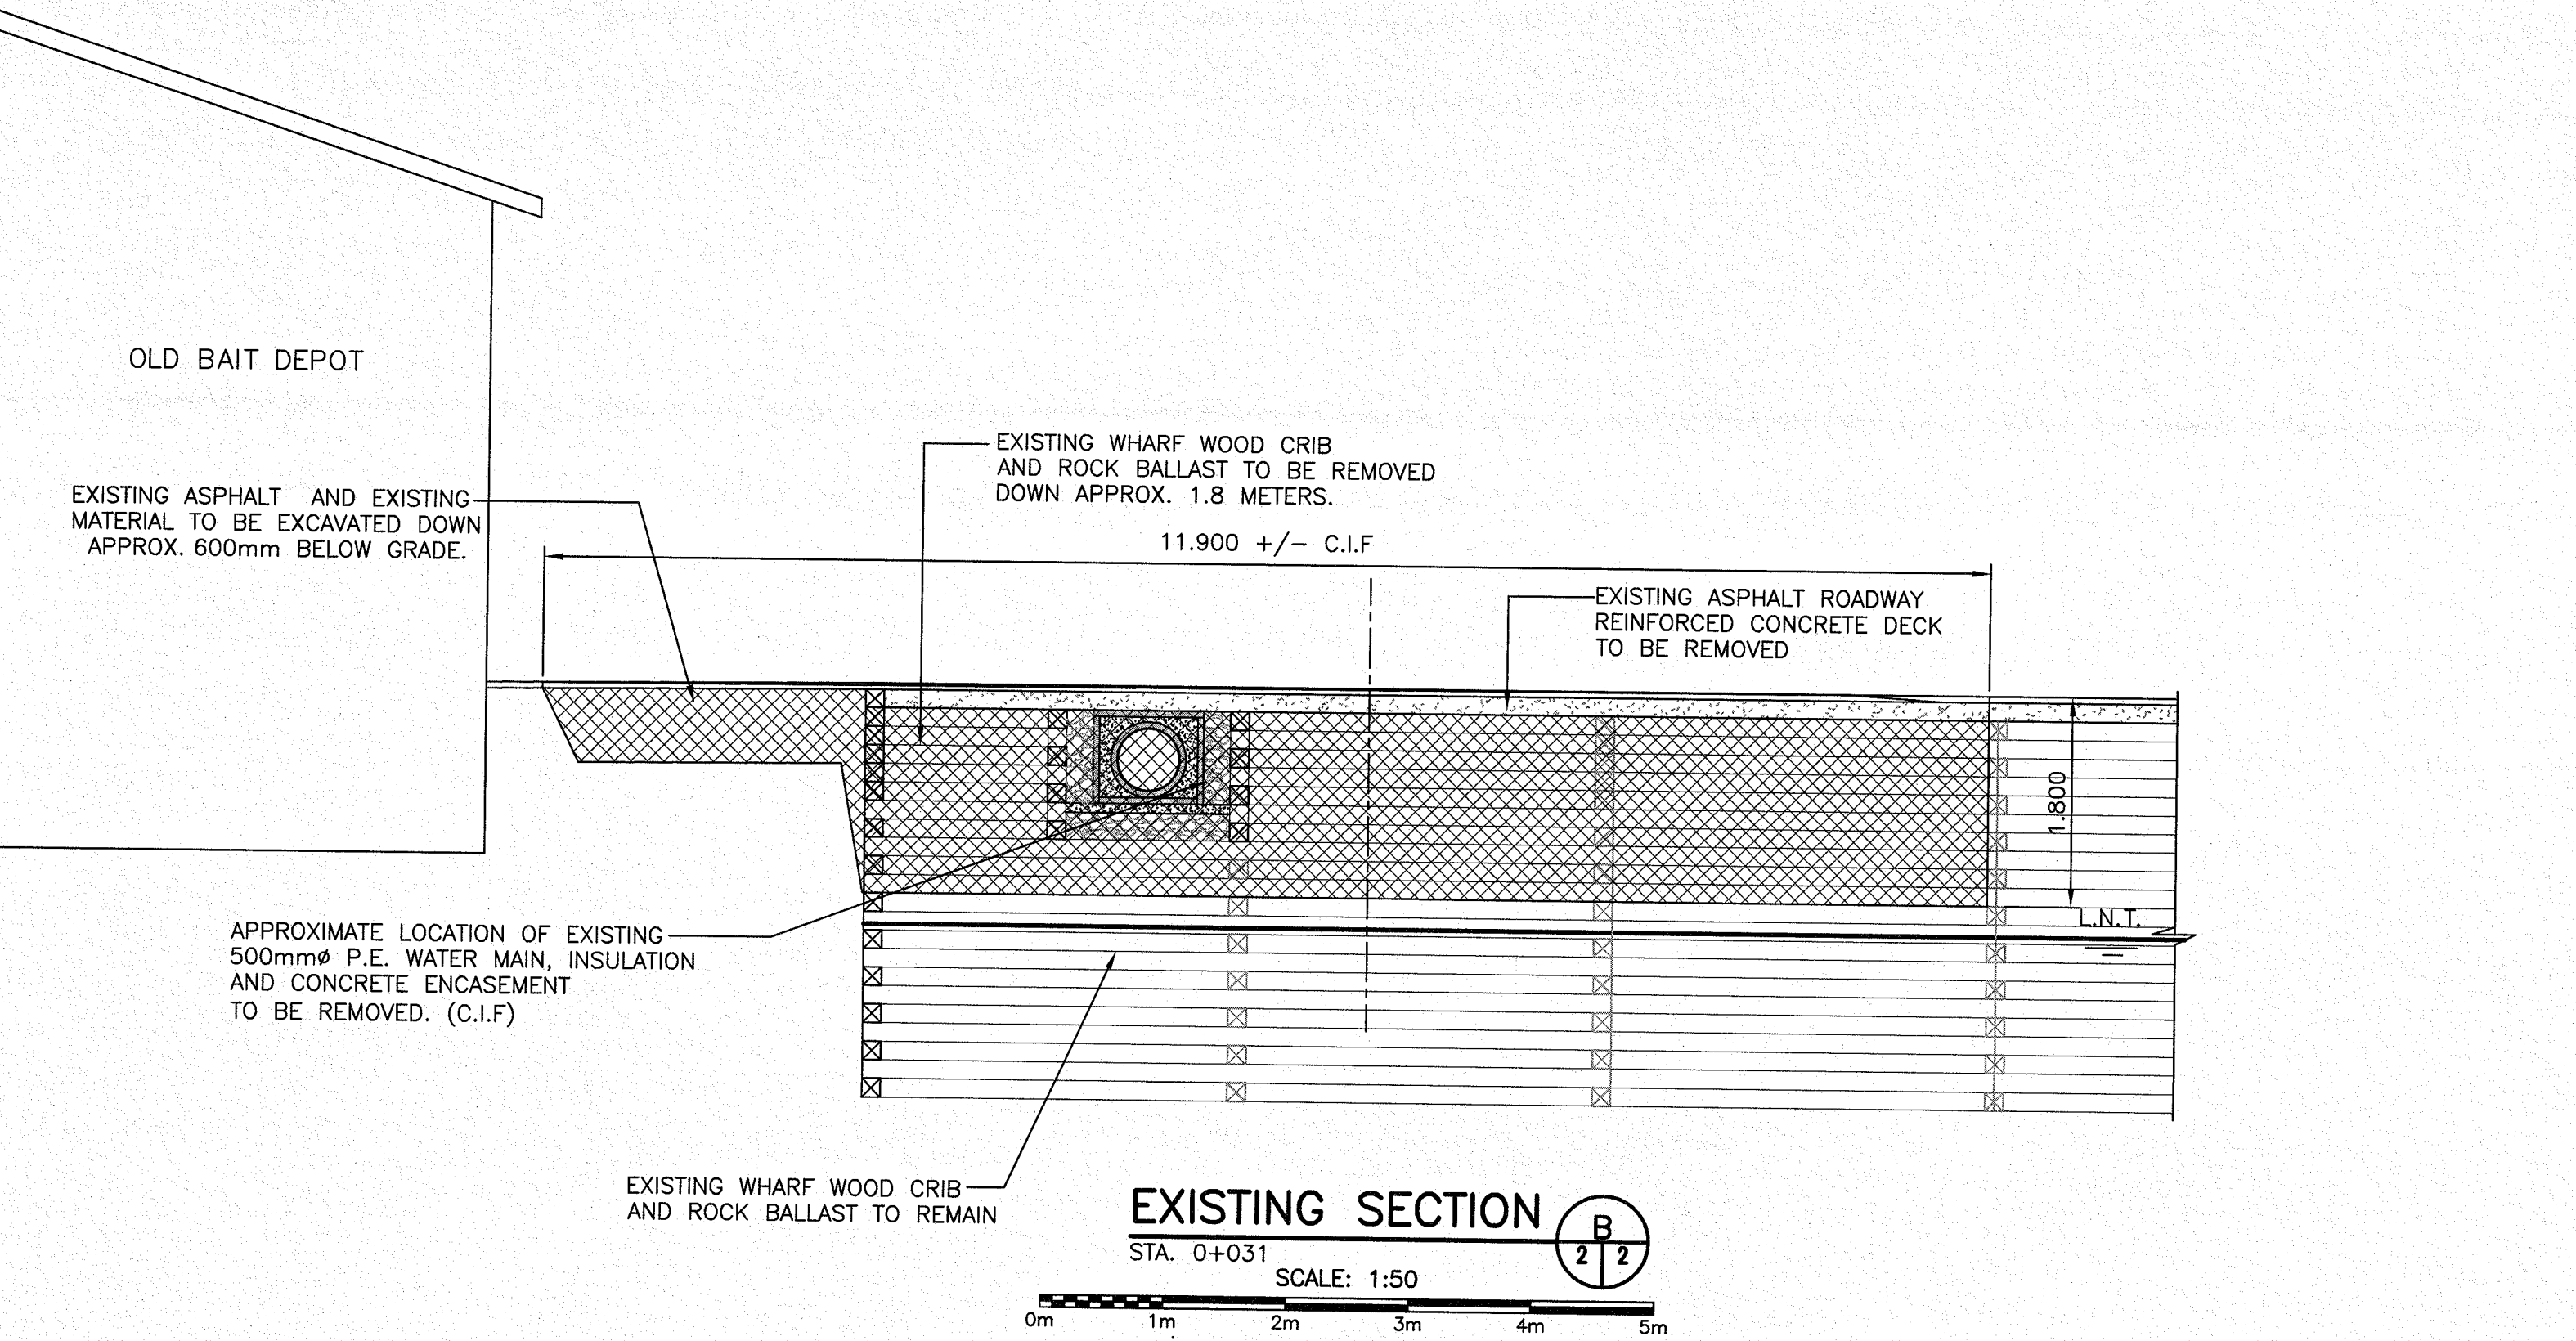 OLD BAIT DEPOT
EXISTING WHARF WOOD CRIB
AND ROCK BALLAST TO BE REMOVED
DOWN APPROX. 1.8 METERS.
EXISTING ASPHALT AND EXISTING
MATERIAL TO BE EXCAVATED DOWN
APPROX. 600mm BELOW GRADE.
11.900 +/- C.I.F
EXISTING ASPHALT ROADWAY
REINFORCED CONCRETE DECK
TO BE REMOVED
1.800
L.N.T.
APPROXIMATE LOCATION OF EXISTING
500mmø P.E. WATER MAIN, INSULATION
AND CONCRETE ENCASEMENT
TO BE REMOVED. (C.I.F)
EXISTING WHARF WOOD CRIB
AND ROCK BALLAST TO REMAIN
EXISTING SECTION
B
2 2
STA. 0+031
SCALE: 1:50
0m 1m 2m 3m 4m 5m